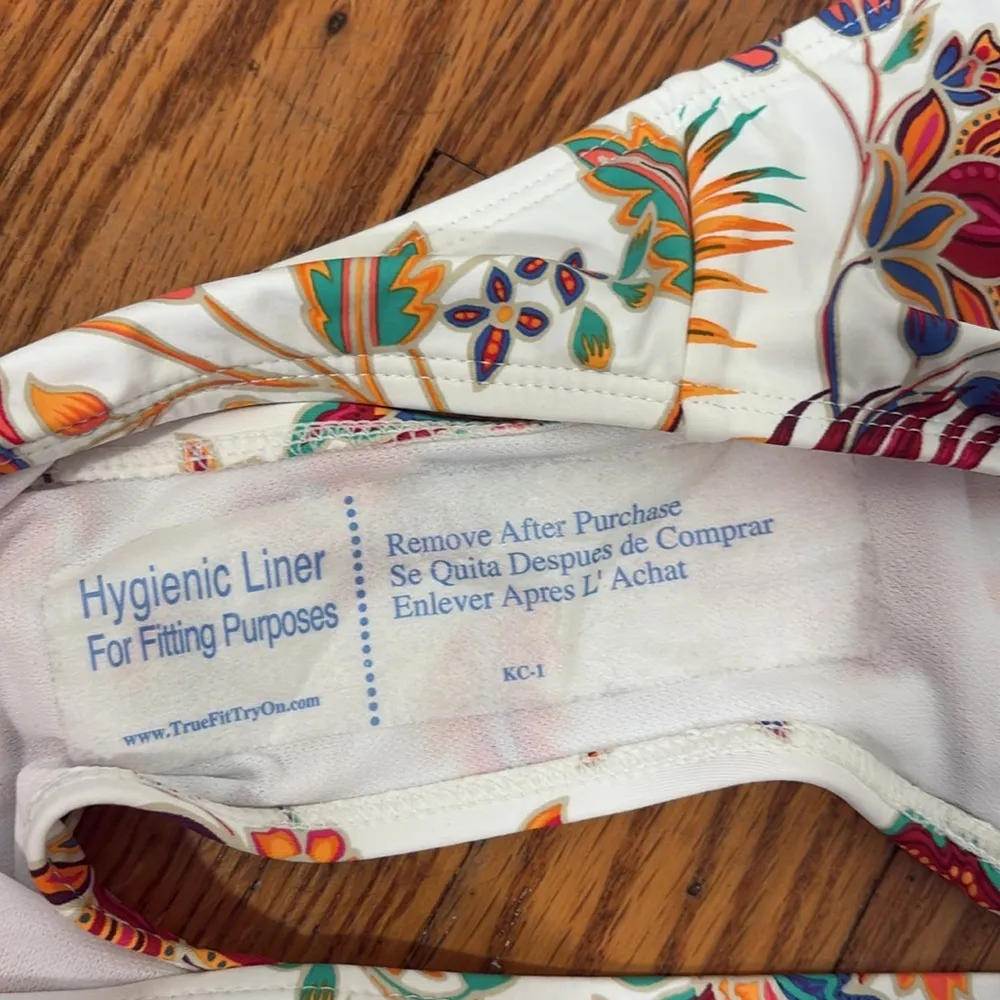 Hygienic Liner
For Fitting Purposes
www.TrueFitTryOn.com
Remove After Purchase
Se Quita Despues de Comprar
Enlever Apres L' Achat
KC-1